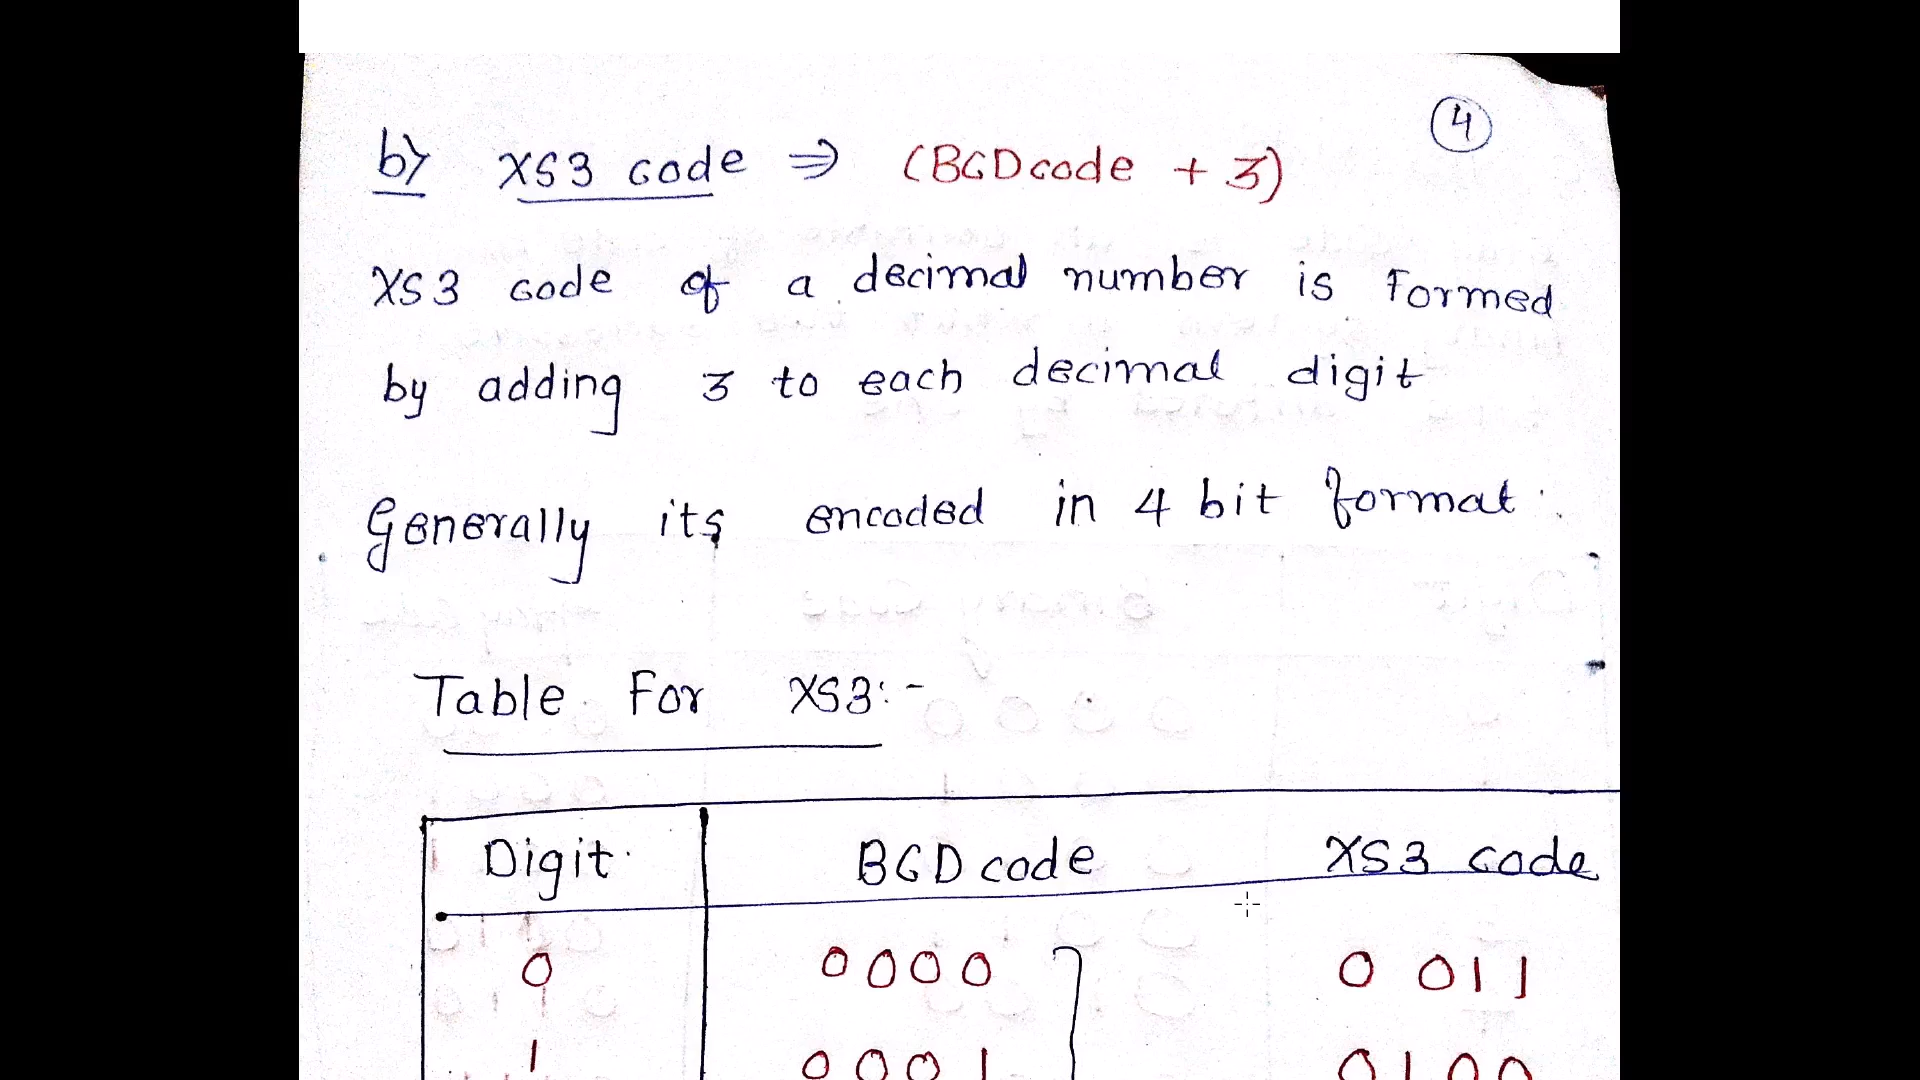 4
b) XS3 code ⇒ (BCD code + 3)
XS3 code of a decimal number is Formed
by adding 3 to each decimal digit
Generally its encoded in 4 bit format.
Table For XS3:-
Digit BCD code XS3 code
0 0000 0011
1 0001 0100